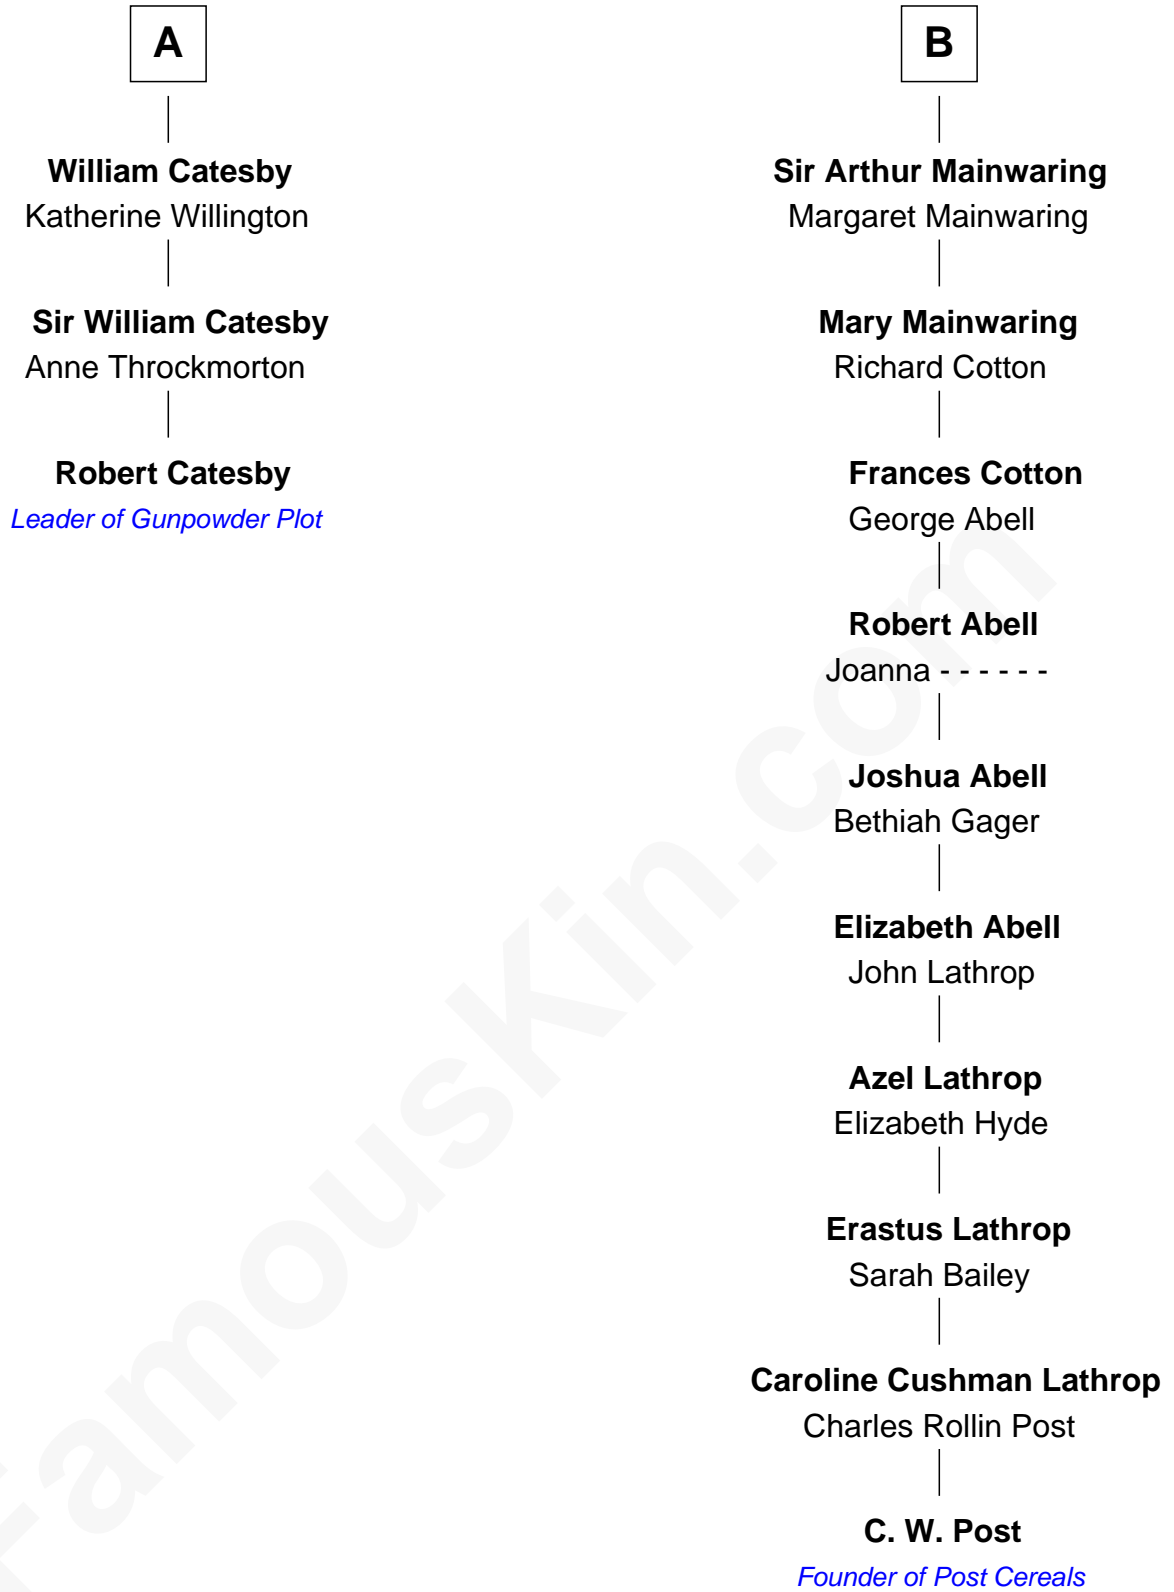 A
William Catesby
Katherine Willington
Sir William Catesby
Anne Throckmorton
Robert Catesby
Leader of Gunpowder Plot
B
Sir Arthur Mainwaring
Margaret Mainwaring
Mary Mainwaring
Richard Cotton
Frances Cotton
George Abell
Robert Abell
Joanna - - - - - -
Joshua Abell
Bethiah Gager
Elizabeth Abell
John Lathrop
Azel Lathrop
Elizabeth Hyde
Erastus Lathrop
Sarah Bailey
Caroline Cushman Lathrop
Charles Rollin Post
C. W. Post
Founder of Post Cereals
FamousKin.com